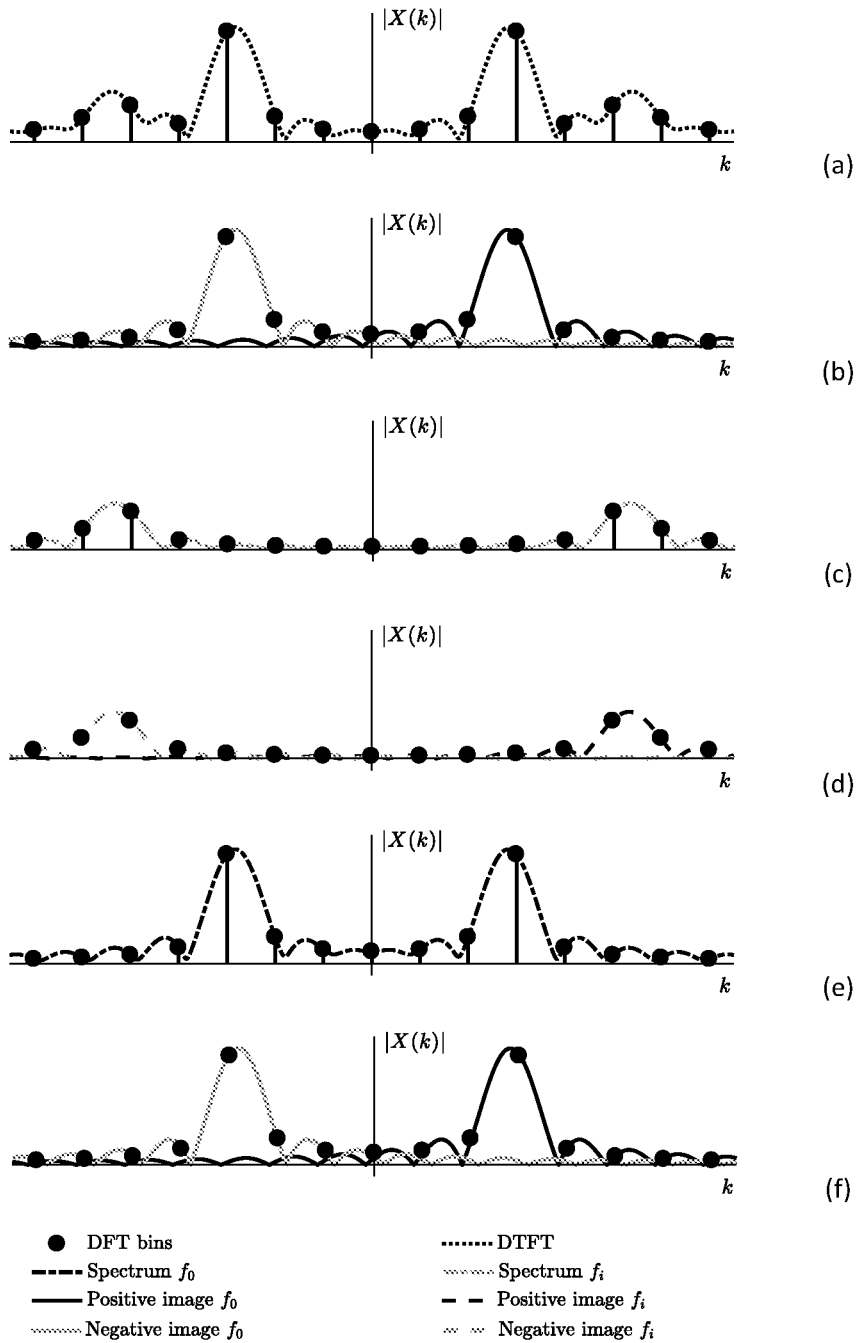 |X(k)|
k
(a)
|X(k)|
k
(b)
|X(k)|
k
(c)
|X(k)|
k
(d)
|X(k)|
k
(e)
|X(k)|
k
(f)
DFT bins
DTFT
Spectrum f₀
Spectrum fᵢ
Positive image f₀
Positive image fᵢ
Negative image f₀
Negative image fᵢ